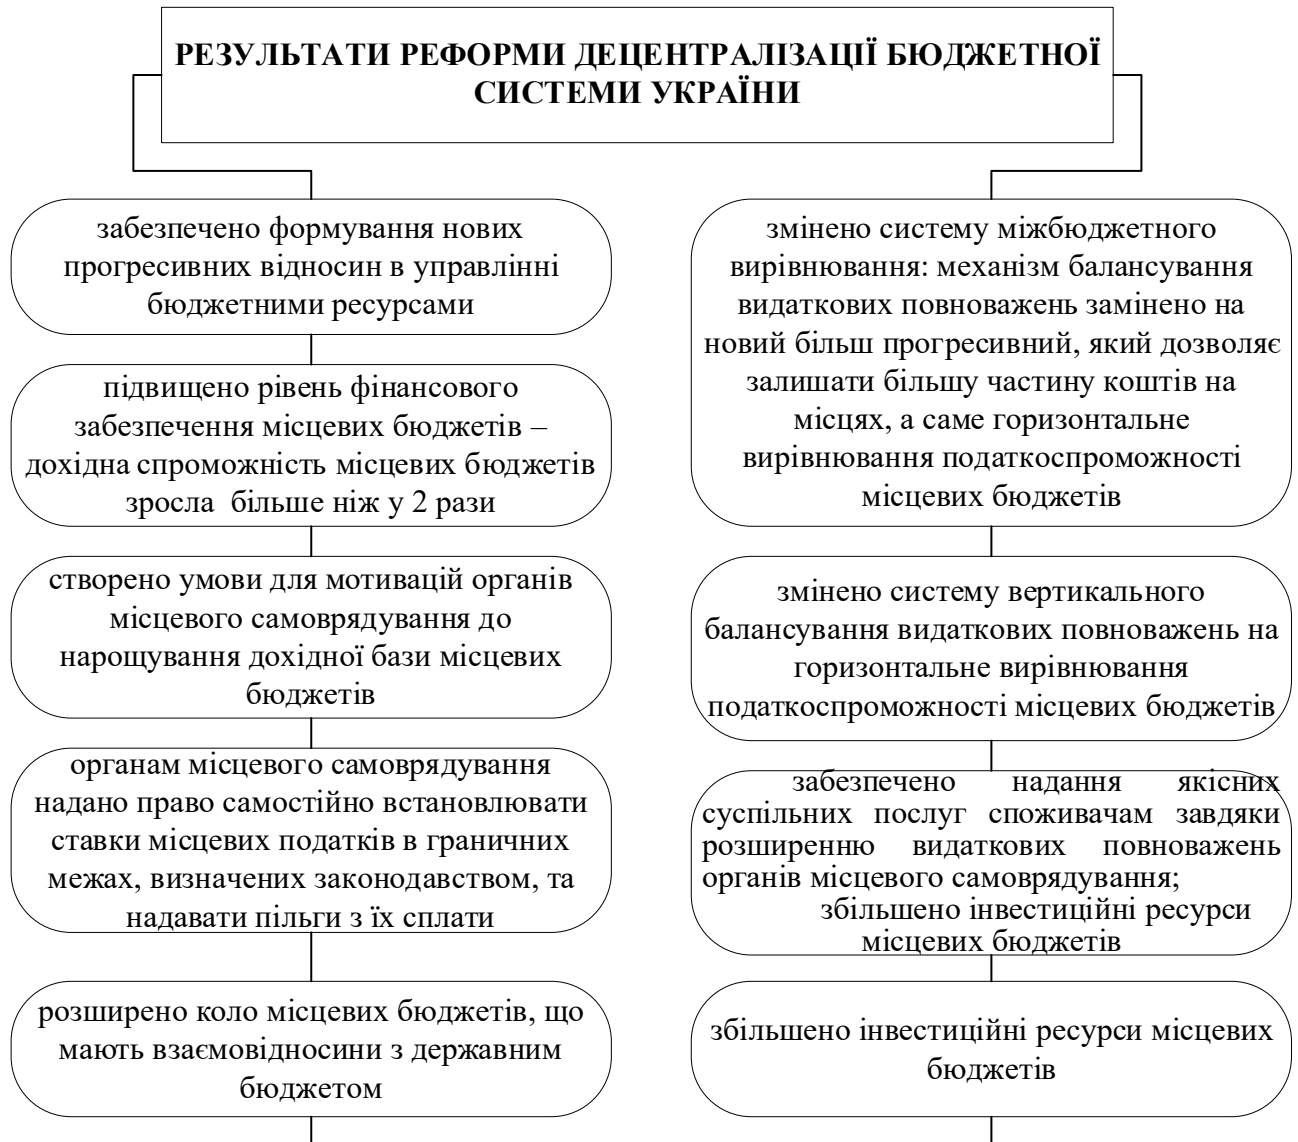 РЕЗУЛЬТАТИ РЕФОРМИ ДЕЦЕНТРАЛІЗАЦІЇ БЮДЖЕТНОЇ
СИСТЕМИ УКРАЇНИ
забезпечено формування нових
прогресивних відносин в управлінні
бюджетними ресурсами
підвищено рівень фінансового
забезпечення місцевих бюджетів –
дохідна спроможність місцевих бюджетів
зросла більше ніж у 2 рази
створено умови для мотивацій органів
місцевого самоврядування до
нарощування дохідної бази місцевих
бюджетів
органам місцевого самоврядування
надано право самостійно встановлювати
ставки місцевих податків в граничних
межах, визначених законодавством, та
надавати пільги з їх сплати
розширено коло місцевих бюджетів, що
мають взаємовідносини з державним
бюджетом
змінено систему міжбюджетного
вирівнювання: механізм балансування
видаткових повноважень замінено на
новий більш прогресивний, який дозволяє
залишати більшу частину коштів на
місцях, а саме горизонтальне
вирівнювання податкоспроможності
місцевих бюджетів
змінено систему вертикального
балансування видаткових повноважень на
горизонтальне вирівнювання
податкоспроможності місцевих бюджетів
забезпечено надання якісних
суспільних послуг споживачам завдяки
розширенню видаткових повноважень
органів місцевого самоврядування;
збільшено інвестиційні ресурси
місцевих бюджетів
збільшено інвестиційні ресурси місцевих
бюджетів